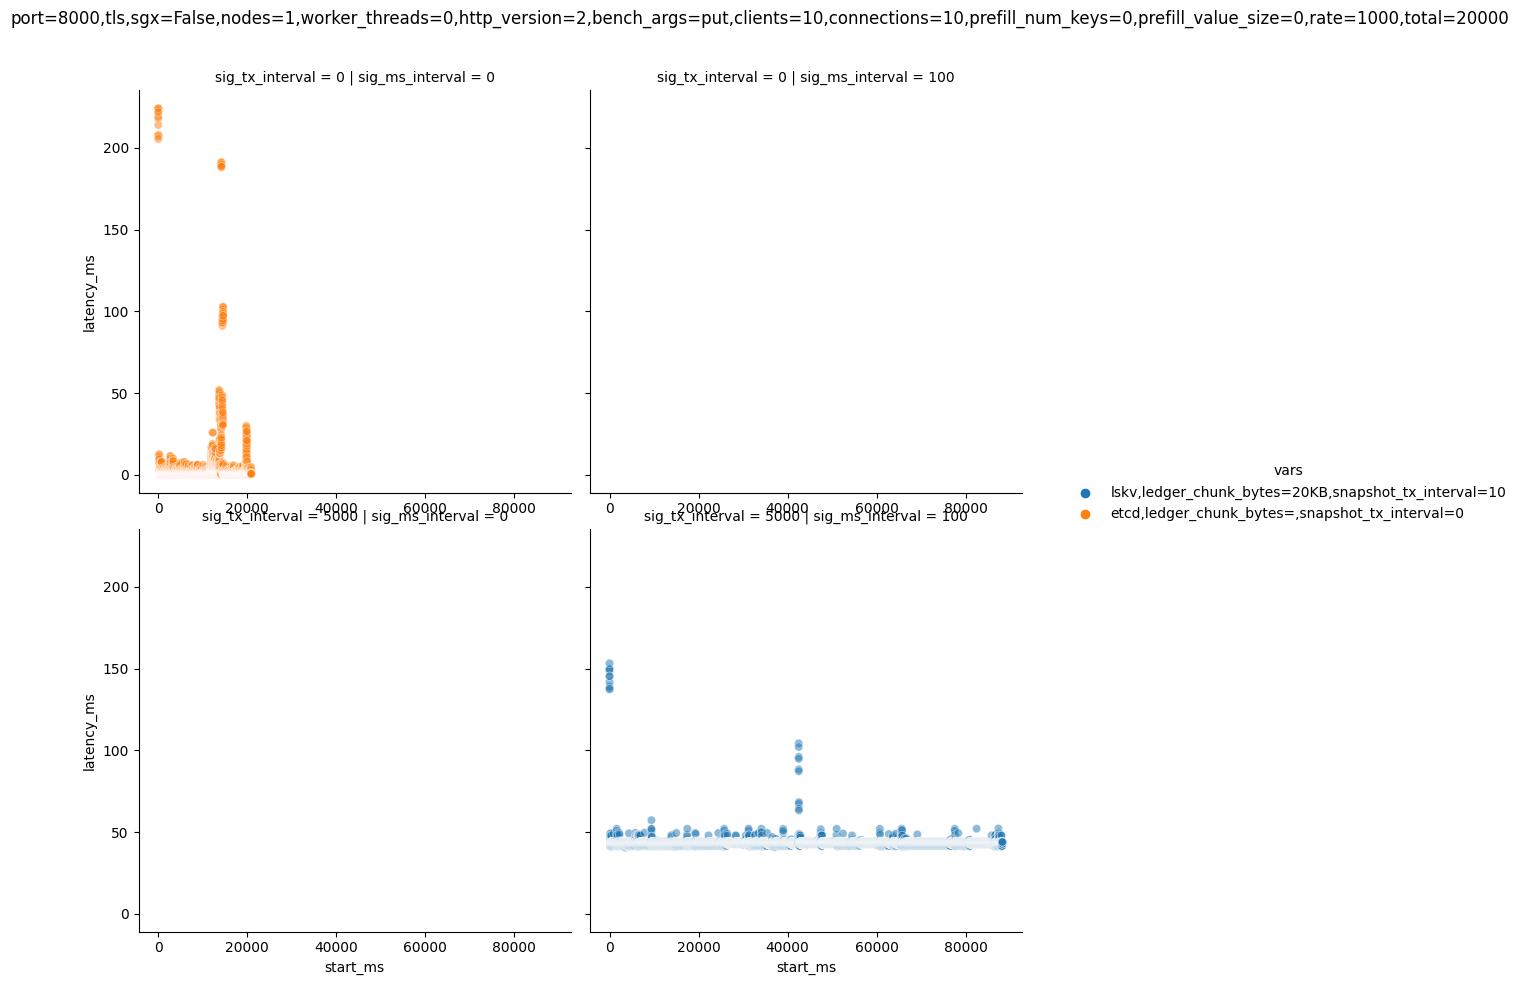 port=8000,tls,sgx=False,nodes=1,worker_threads=0,http_version=2,bench_args=put,clients=10,connections=10,prefill_num_keys=0,prefill_value_size=0,rate=1000,total=20000
sig_tx_interval = 0 | sig_ms_interval = 0
sig_tx_interval = 0 | sig_ms_interval = 100
200
150
100
50
0
latency_ms
0 20000 40000 60000 80000
0 20000 40000 60000 80000
sig_tx_interval = 5000 | sig_ms_interval = 0
sig_tx_interval = 5000 | sig_ms_interval = 100
200
150
100
50
0
latency_ms
0 20000 40000 60000 80000
start_ms
0 20000 40000 60000 80000
start_ms
vars
lskv,ledger_chunk_bytes=20KB,snapshot_tx_interval=10
etcd,ledger_chunk_bytes=,snapshot_tx_interval=0